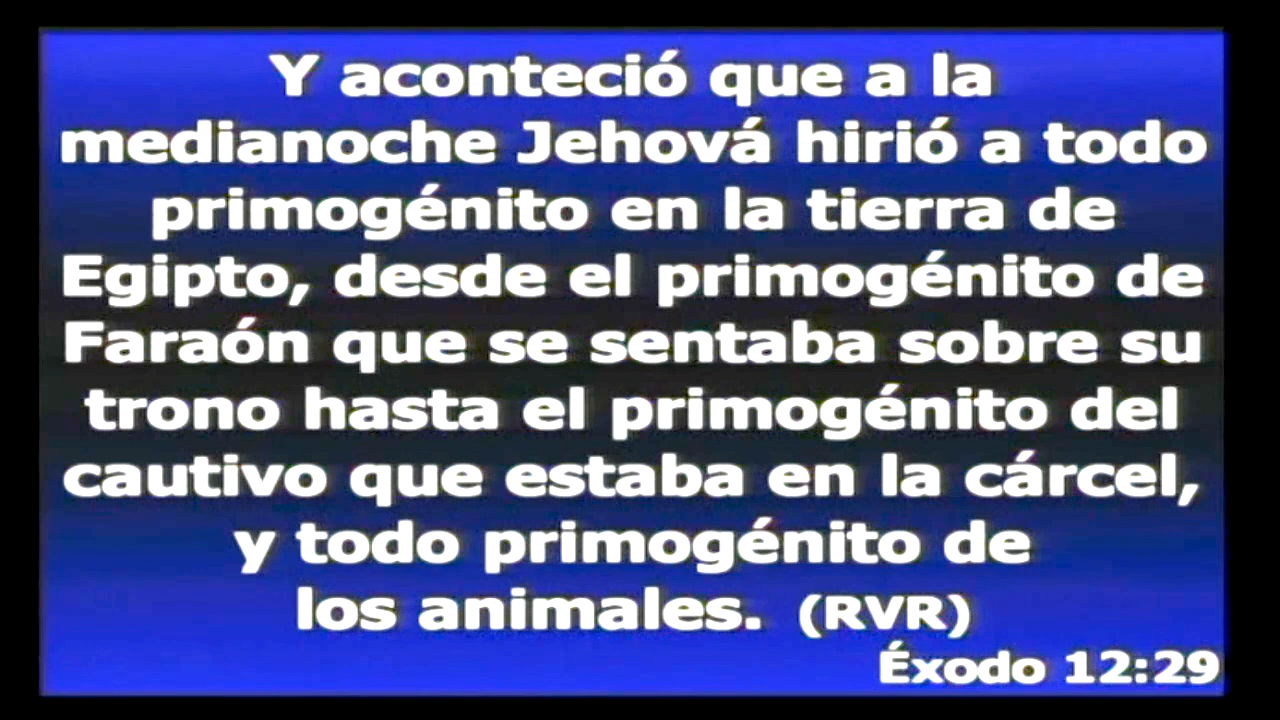 Y aconteció que a la
medianoche Jehová hirió a todo
primogénito en la tierra de
Egipto, desde el primogénito de
Faraón que se sentaba sobre su
trono hasta el primogénito del
cautivo que estaba en la cárcel,
y todo primogénito de
los animales. (RVR)
Éxodo 12:29